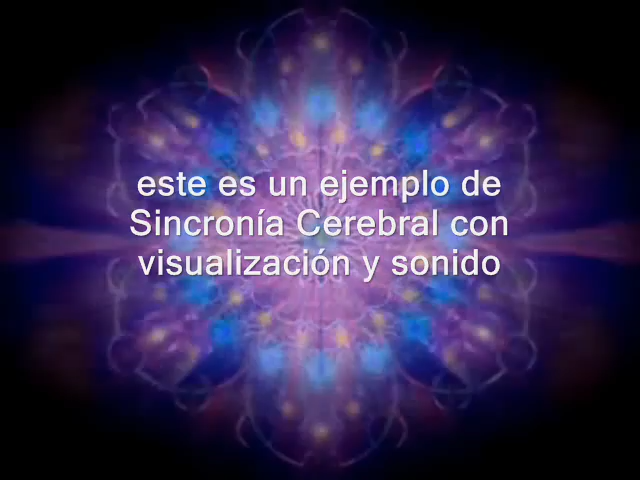 este es un ejemplo de
Sincronía Cerebral con
visualización y sonido